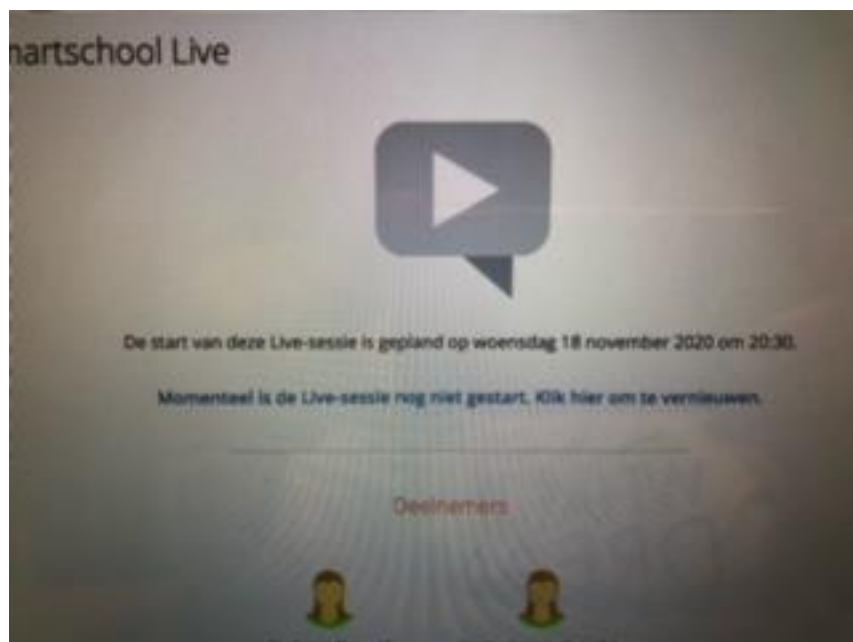 nartschool Live
De start van deze Live-sessie is gepland op woensdag 18 november 2020 om 20:30.
Momenteel is de Live-sessie nog niet gestart. Klik hier om te vernieuwen.
Deelnemers